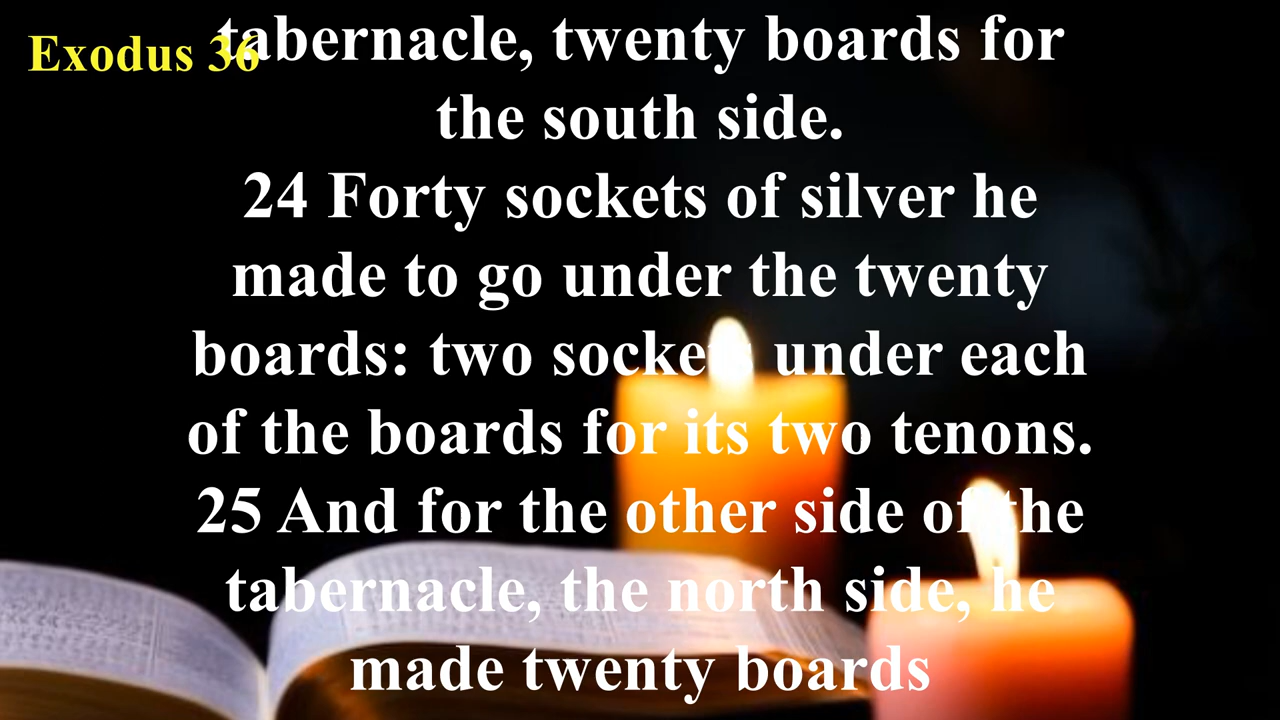 Exodus 36
tabernacle, twenty boards for
the south side.
24 Forty sockets of silver he
made to go under the twenty
boards: two sockets under each
of the boards for its two tenons.
25 And for the other side of the
tabernacle, the north side, he
made twenty boards